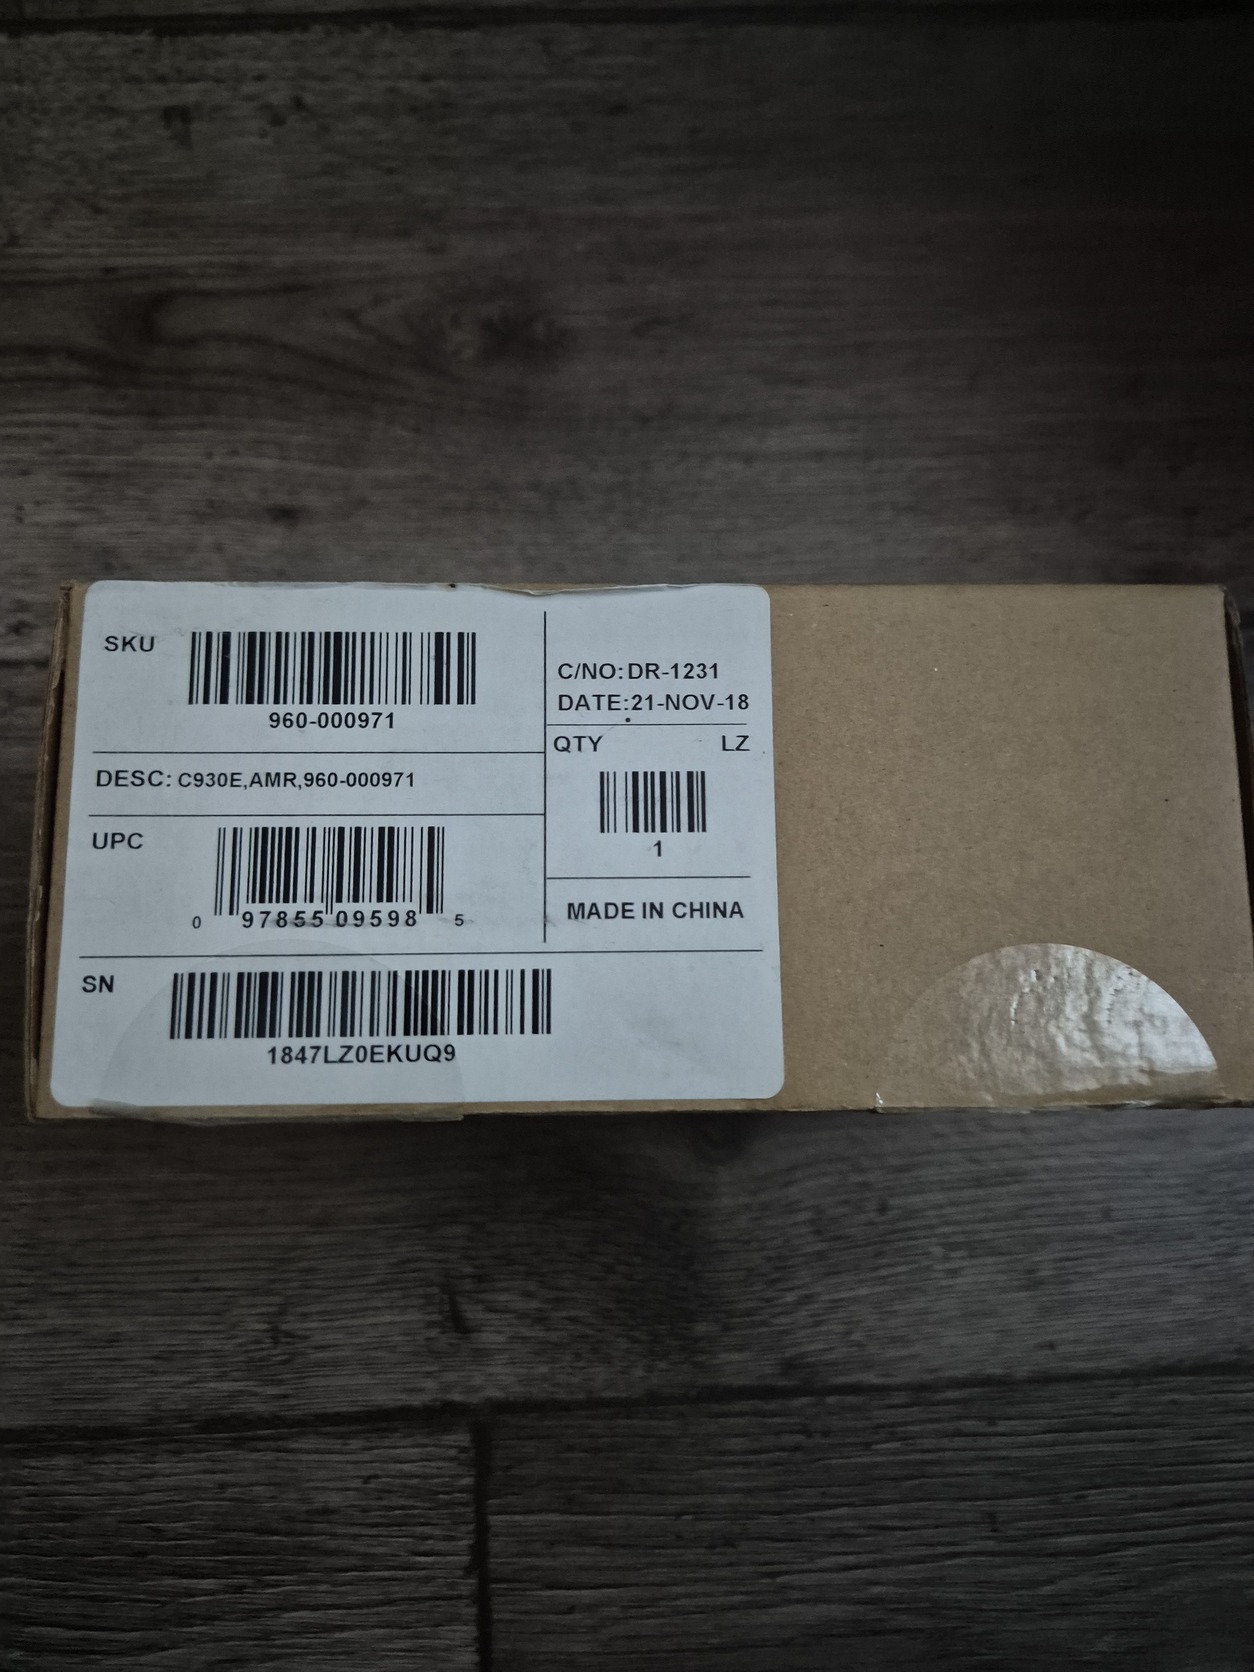 SKU
960-000971
C/NO:DR-1231
DATE:21-NOV-18
DESC: C930E,AMR,960-000971
QTY LZ
1
UPC
0 97855 09598 5
MADE IN CHINA
SN
1847LZ0EKUQ9